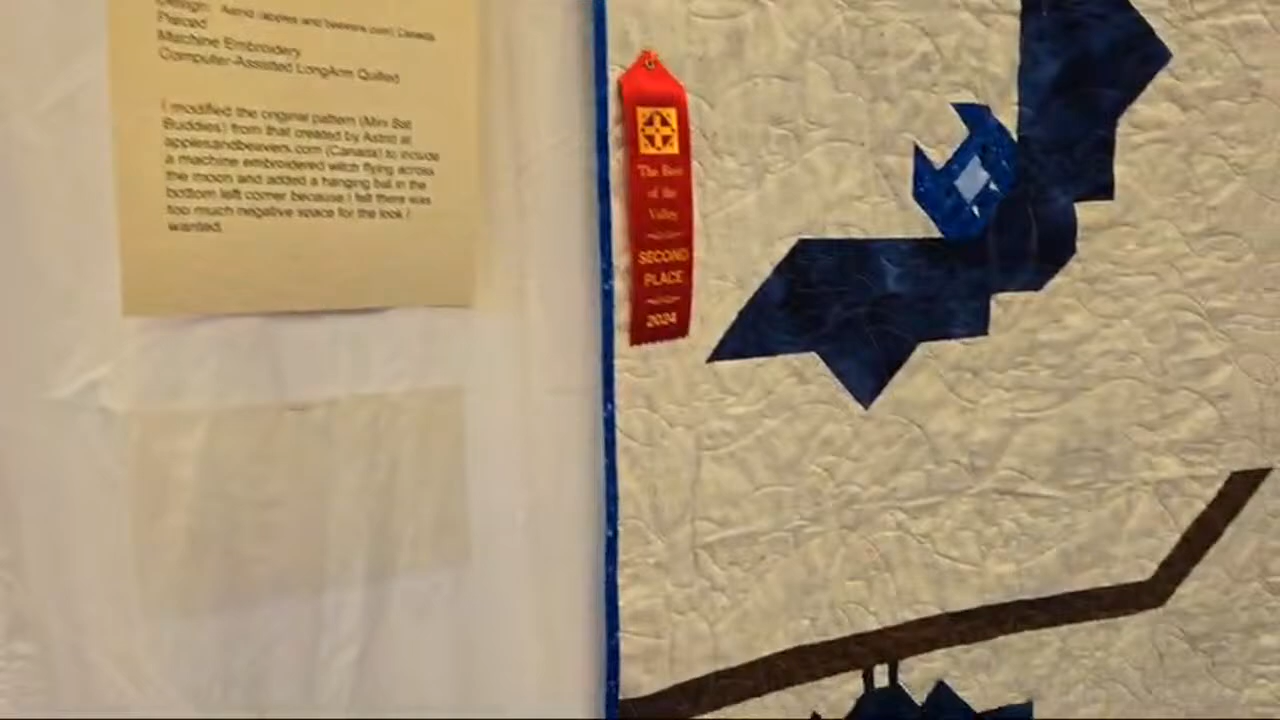 Design: Astrid (apples and beavers.com) Canada
Pieced
Machine Embroidery
Computer-Assisted LongArm Quilted
I modified the original pattern (Mini Bat
Buddies) from that created by Astrid at
applesandbeavers.com (Canada) to include
a machine embroidered witch flying across
the moon and added a hanging bat in the
bottom left corner because I felt there was
too much negative space for the look I
wanted.
The Best
of the
Valley
SECOND
PLACE
2024